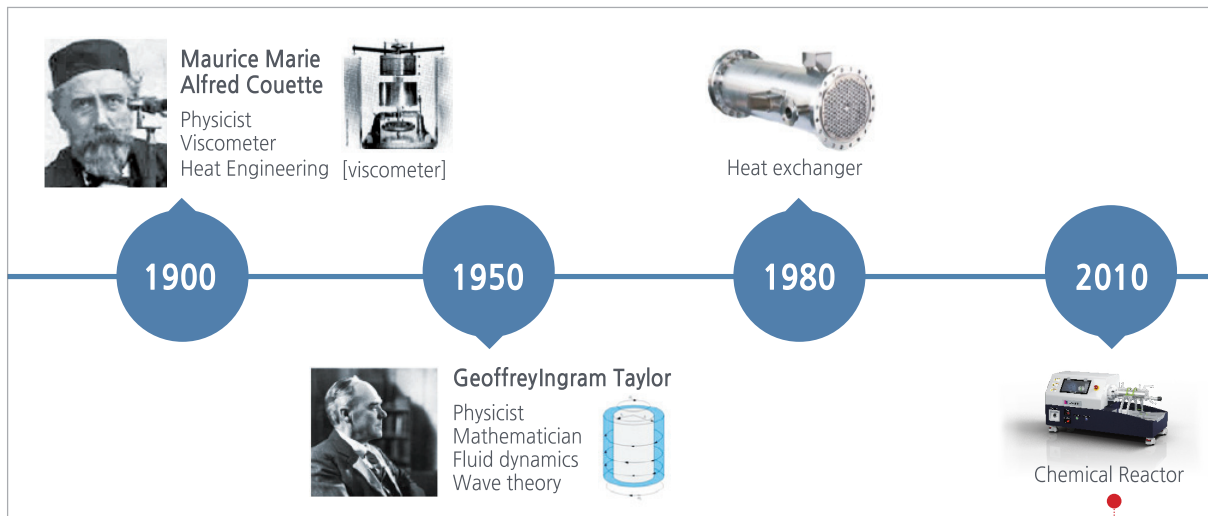 Maurice Marie
Alfred Couette
Physicist
Viscometer
Heat Engineering
[viscometer]
Heat exchanger
1900
1950
1980
2010
GeoffreyIngram Taylor
Physicist
Mathematician
Fluid dynamics
Wave theory
Chemical Reactor